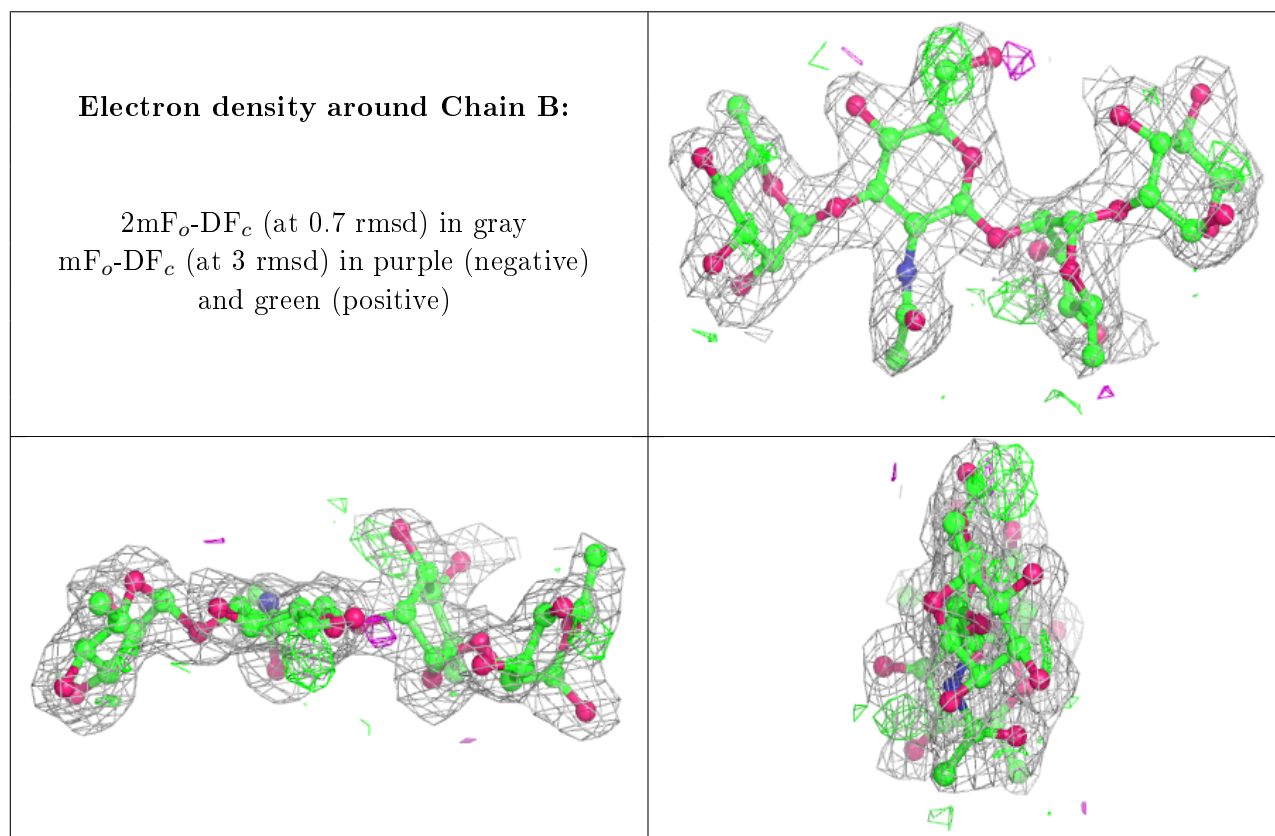 Electron density around Chain B:
2mFₒ-DF𝒸 (at 0.7 rmsd) in gray
mFₒ-DF𝒸 (at 3 rmsd) in purple (negative)
and green (positive)